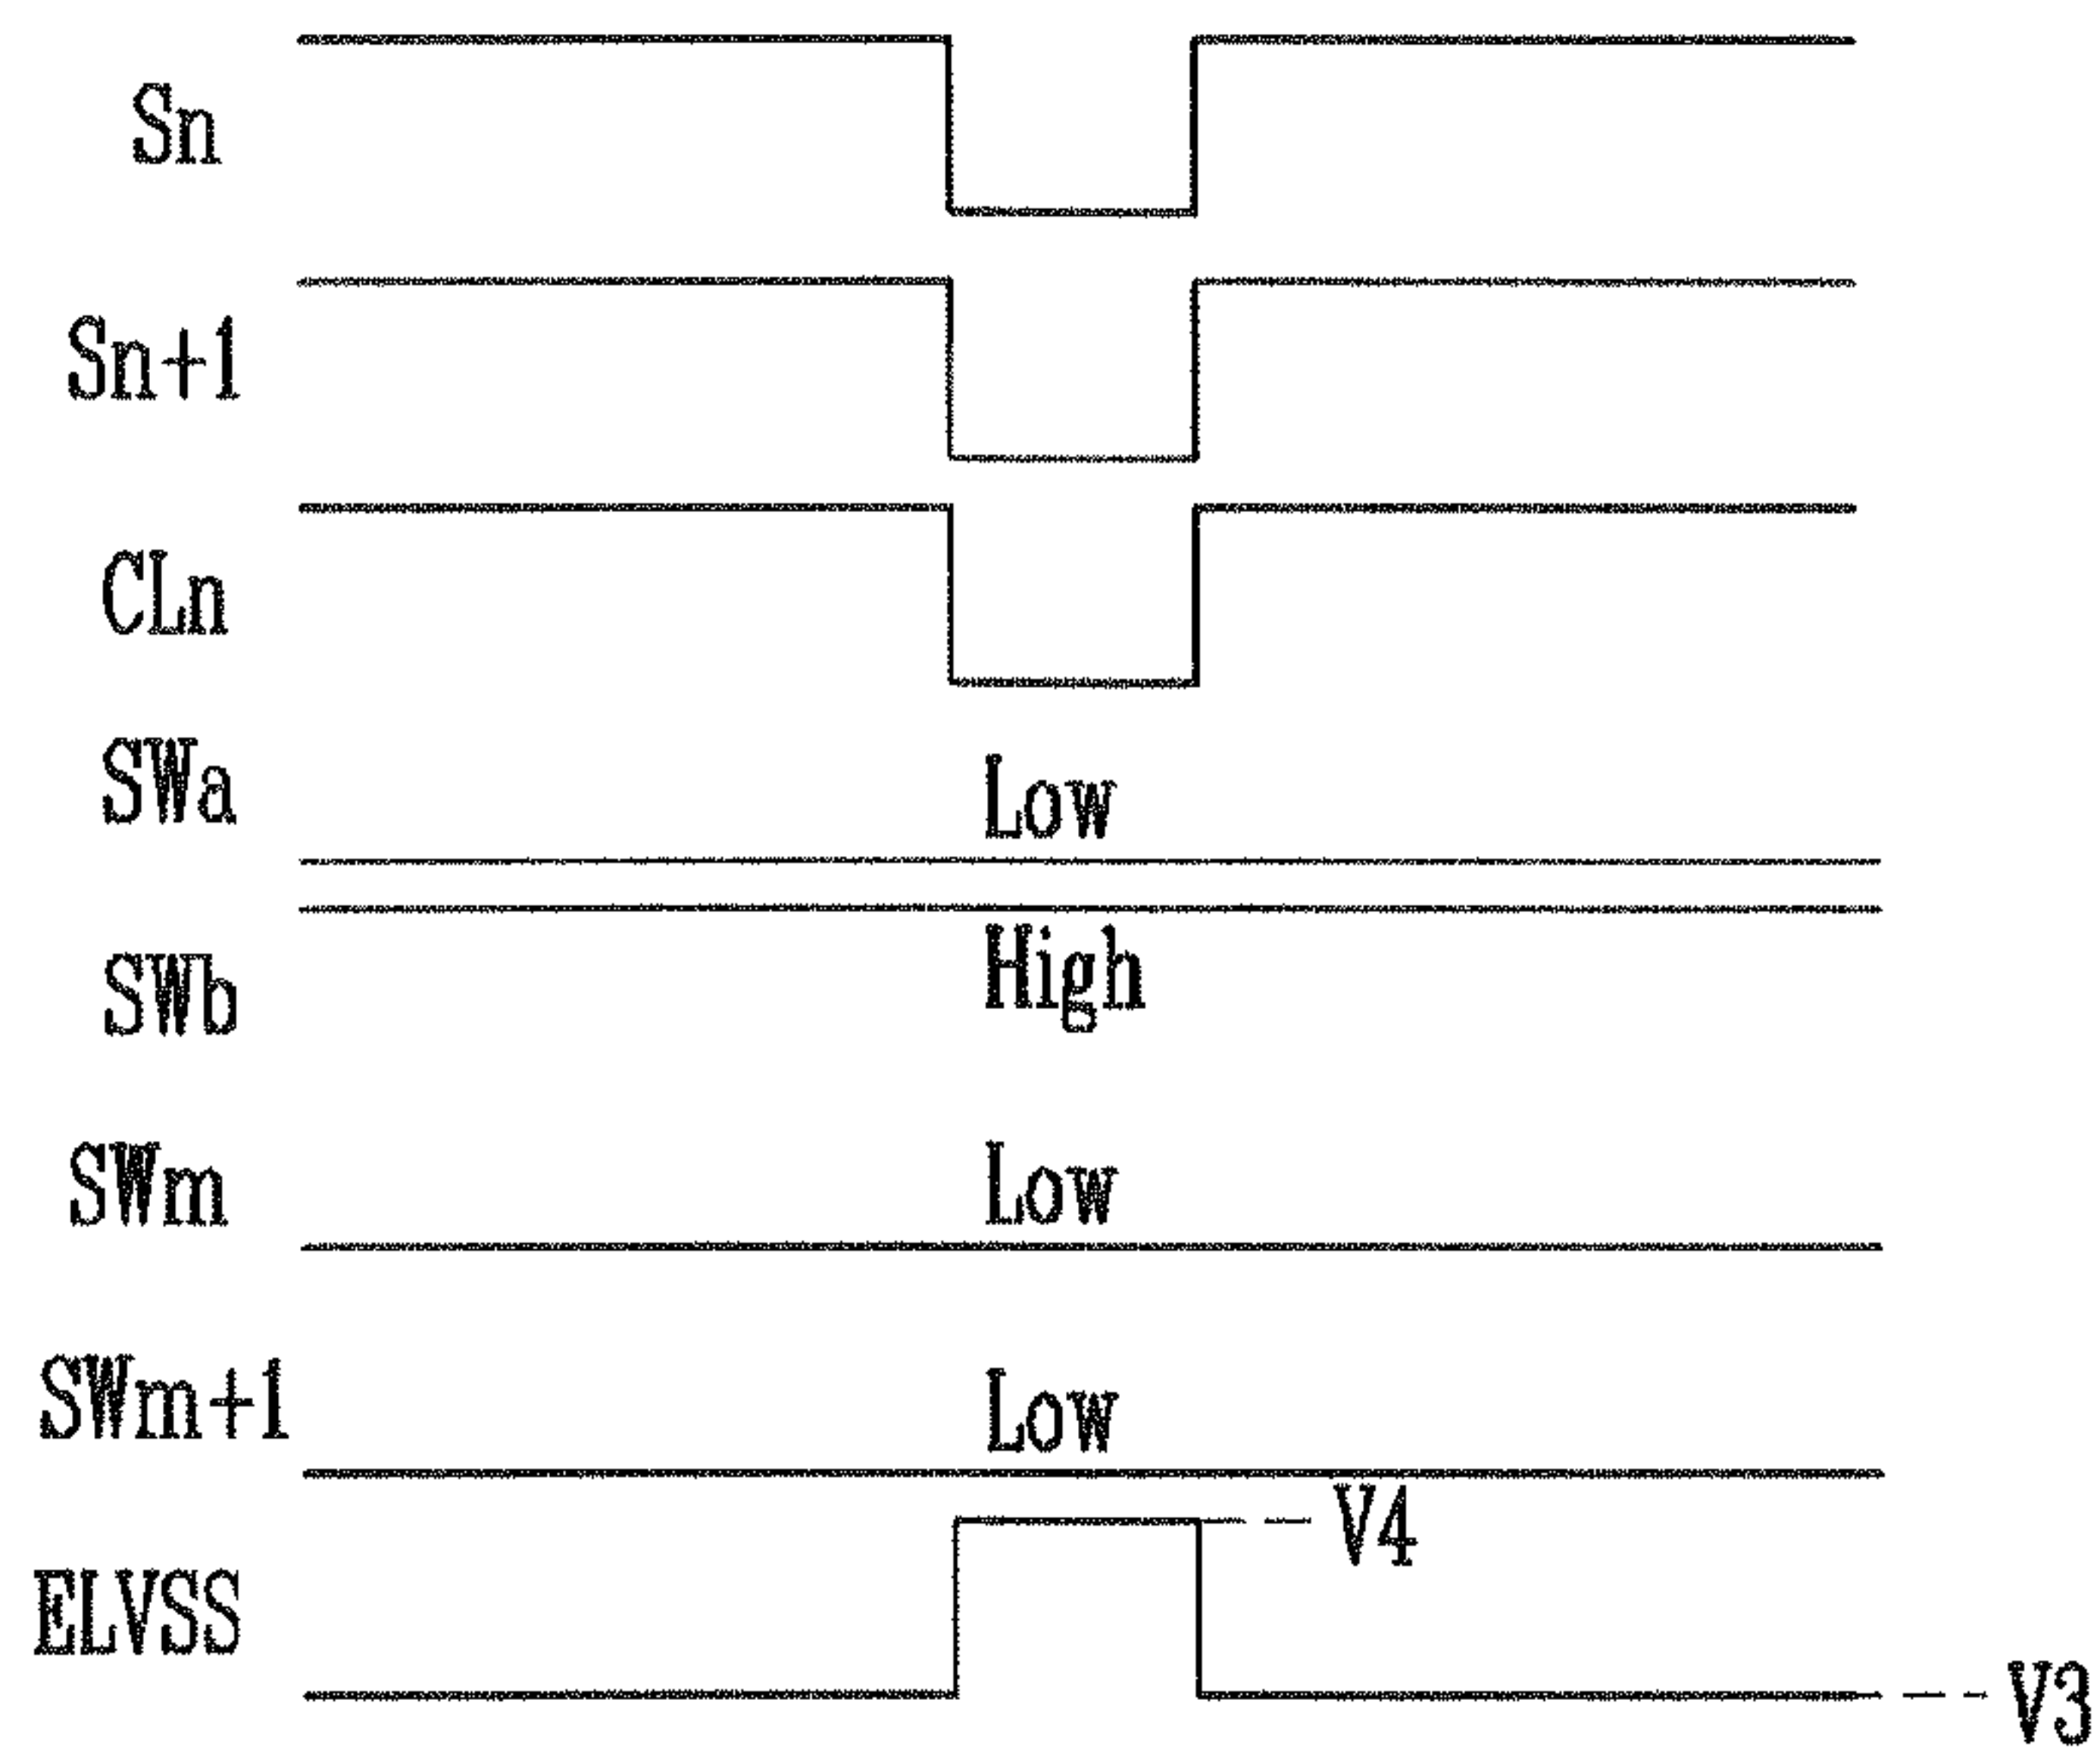 Sn
Sn+1
CLn
SWa Low
SWb High
SWm Low
SWm+1 Low
V4
ELVSS
V3